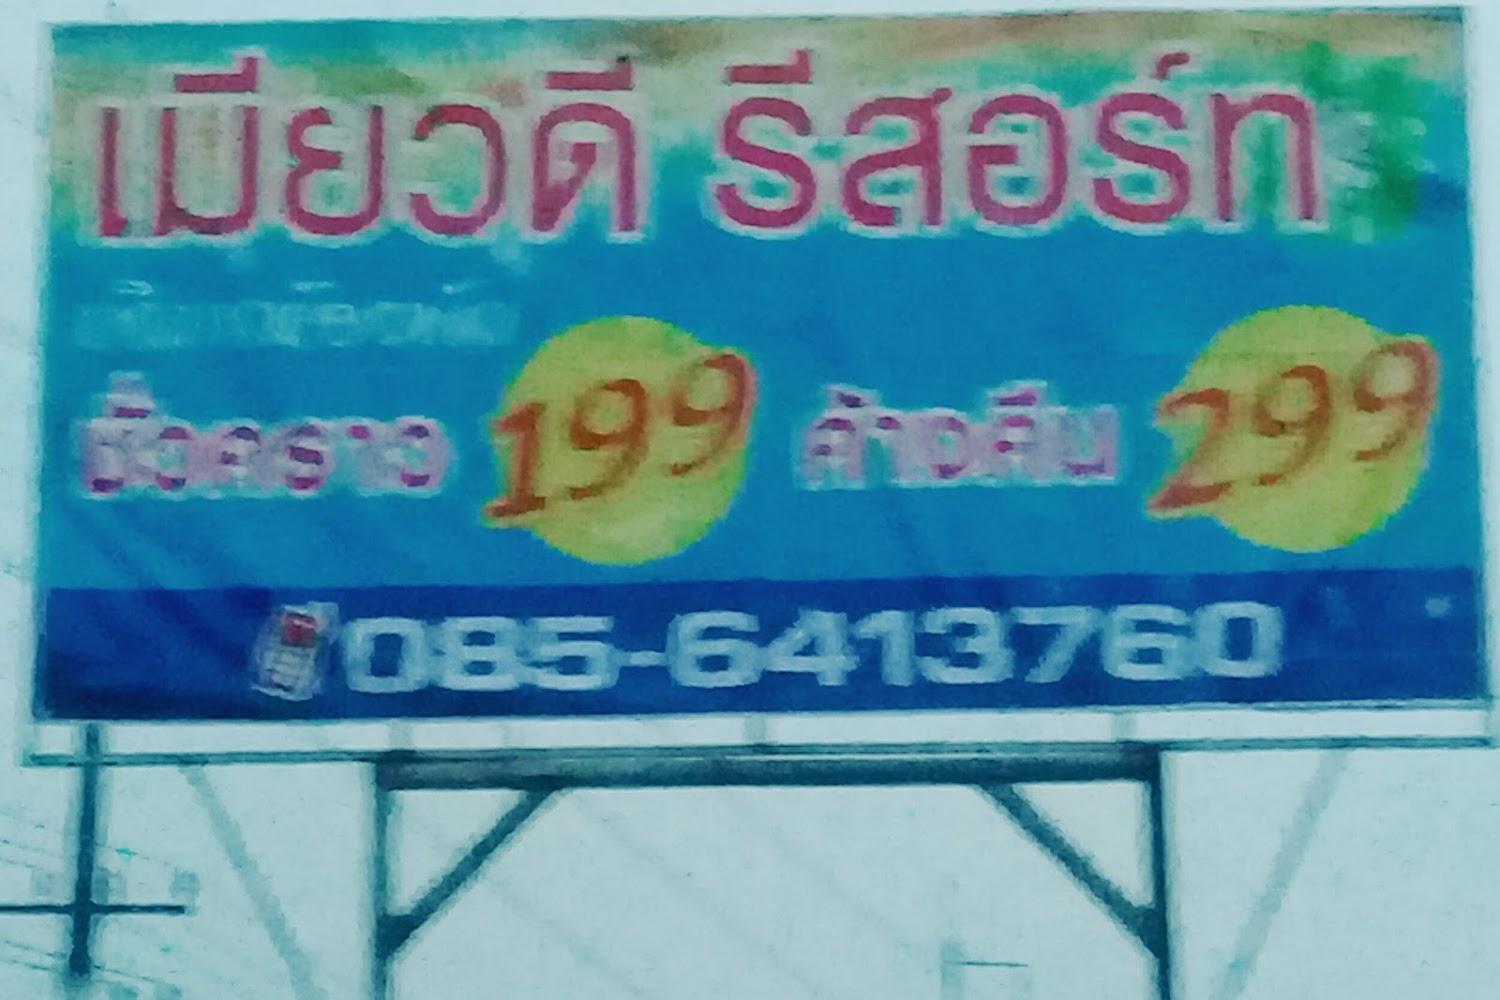 เมียวดี รีสอร์ท
ชั่วคราว 199 ค้างคืน 299
085-6413760